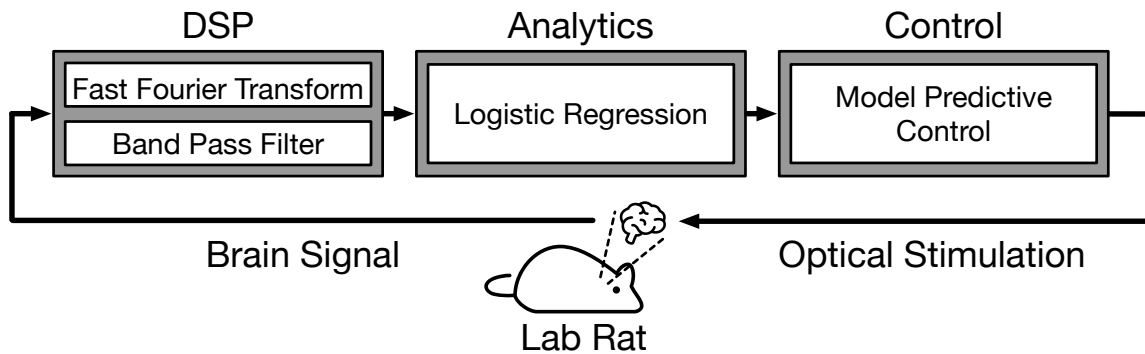 DSP
Analytics
Control
Fast Fourier Transform
Band Pass Filter
Logistic Regression
Model Predictive
Control
Brain Signal
Optical Stimulation
Lab Rat